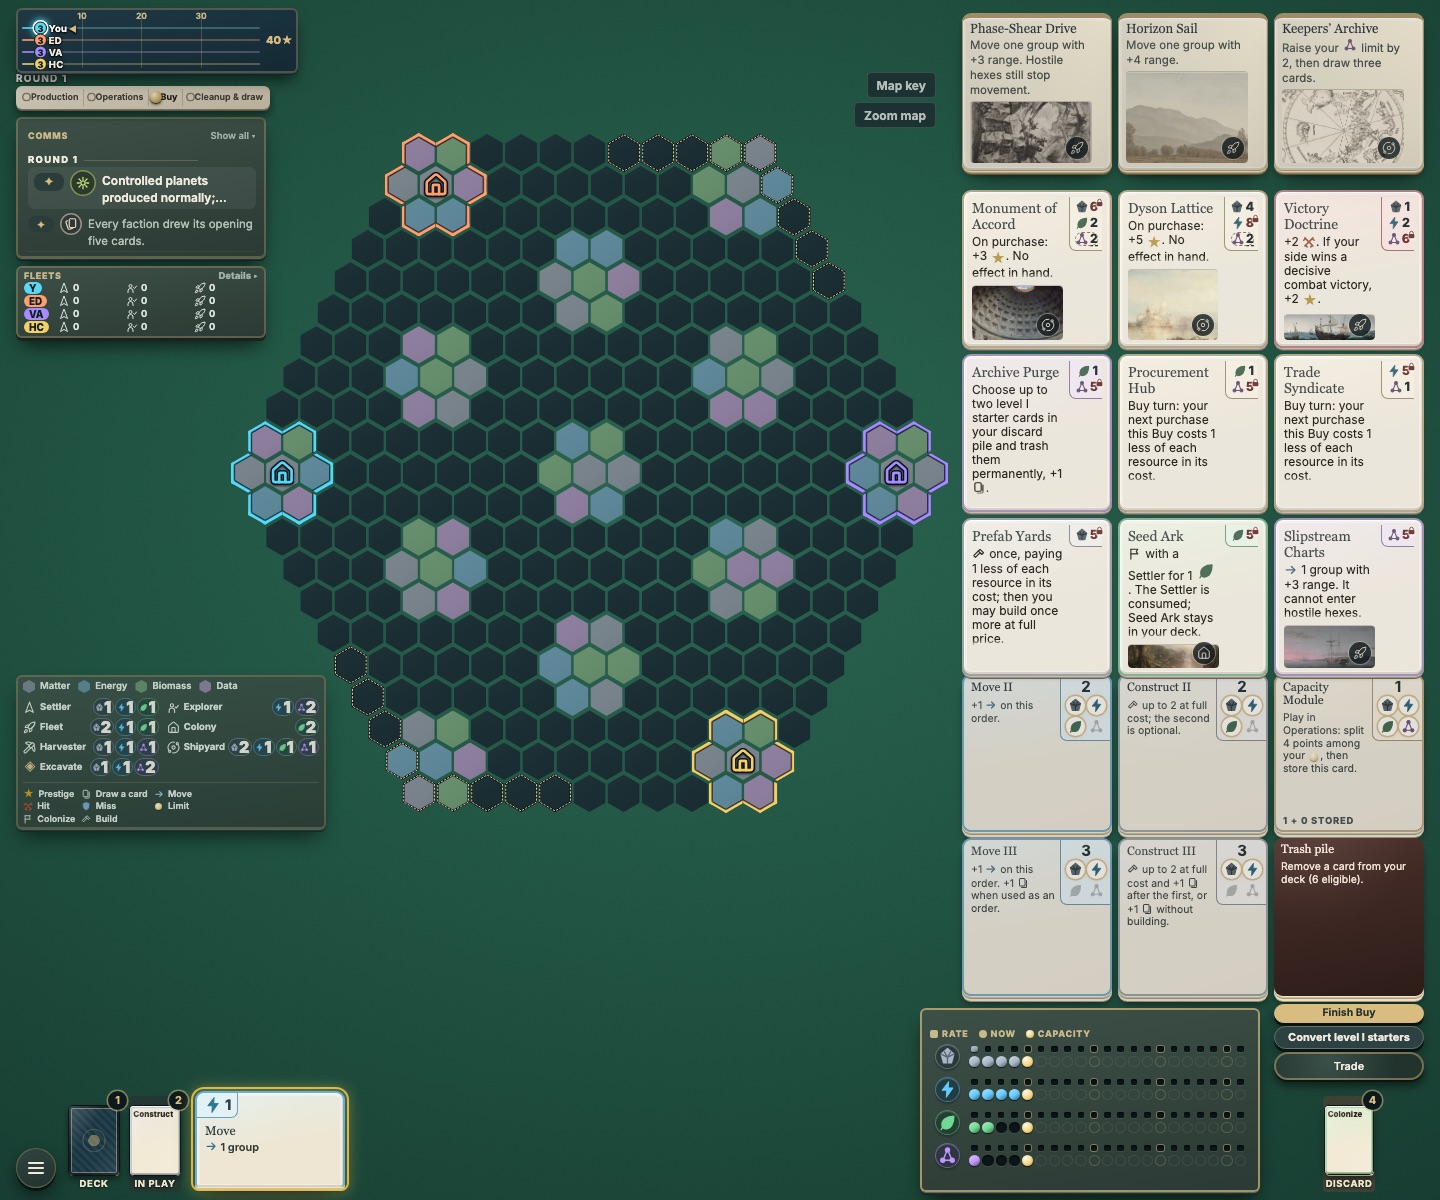 10 20 30
3 You
3 ED
3 VA
3 HC
40★
ROUND 1
Production Operations Buy Cleanup & draw
COMMS Show all
ROUND 1
Controlled planets
produced normally;...
Every faction drew its opening
five cards.
FLEETS Details
Y 0 0 0
ED 0 0 0
VA 0 0 0
HC 0 0 0
Map key
Zoom map
Matter Energy Biomass Data
Settler 1 1 1 Explorer 1 2
Fleet 2 1 1 Colony 2
Harvester 1 1 1 Shipyard 2 1 1 1
Excavate 1 1 2
Prestige Draw a card Move
Hit Miss Limit
Colonize Build
Phase-Shear Drive
Move one group with
+3 range. Hostile
hexes still stop
movement.
Horizon Sail
Move one group with
+4 range.
Keepers' Archive
Raise your limit by
2, then draw three
cards.
Monument of
Accord
6
2
2
On purchase:
+3 ★. No
effect in hand.
Dyson Lattice
4
8
2
On purchase:
+5 ★. No
effect in hand.
Victory
Doctrine
1
2
6
+2 . If your
side wins a
decisive
combat victory,
+2 ★.
Archive Purge
1
5
Choose up to
two level I
starter cards in
your discard
pile and trash
them
permanently, +1
.
Procurement
Hub
1
5
Buy turn: your
next purchase
this Buy costs 1
less of each
resource in its
cost.
Trade
Syndicate
5
1
Buy turn: your
next purchase
this Buy costs 1
less of each
resource in its
cost.
Prefab Yards
5
once, paying
1 less of each
resource in its
cost; then you
may build once
more at full
price.
Seed Ark
5
with a
Settler for 1
. The Settler is
consumed;
Seed Ark stays
in your deck.
Slipstream
Charts
5
→ 1 group with
+3 range. It
cannot enter
hostile hexes.
Move II
2
+1 → on this
order.
Construct II
2
up to 2 at full
cost; the second
is optional.
Capacity
Module
1
Play in
Operations: split
4 points among
your , then
store this card.
1 + 0 STORED
Move III
3
+1 → on this
order. +1
when used as an
order.
Construct III
3
up to 2 at full
cost and +1
after the first, or
+1 without
building.
Trash pile
Remove a card from your
deck (6 eligible).
Finish Buy
Convert level I starters
Trade
RATE NOW CAPACITY
1
DECK
2
Construct
IN PLAY
1
Move
→ 1 group
4
Colonize
DISCARD